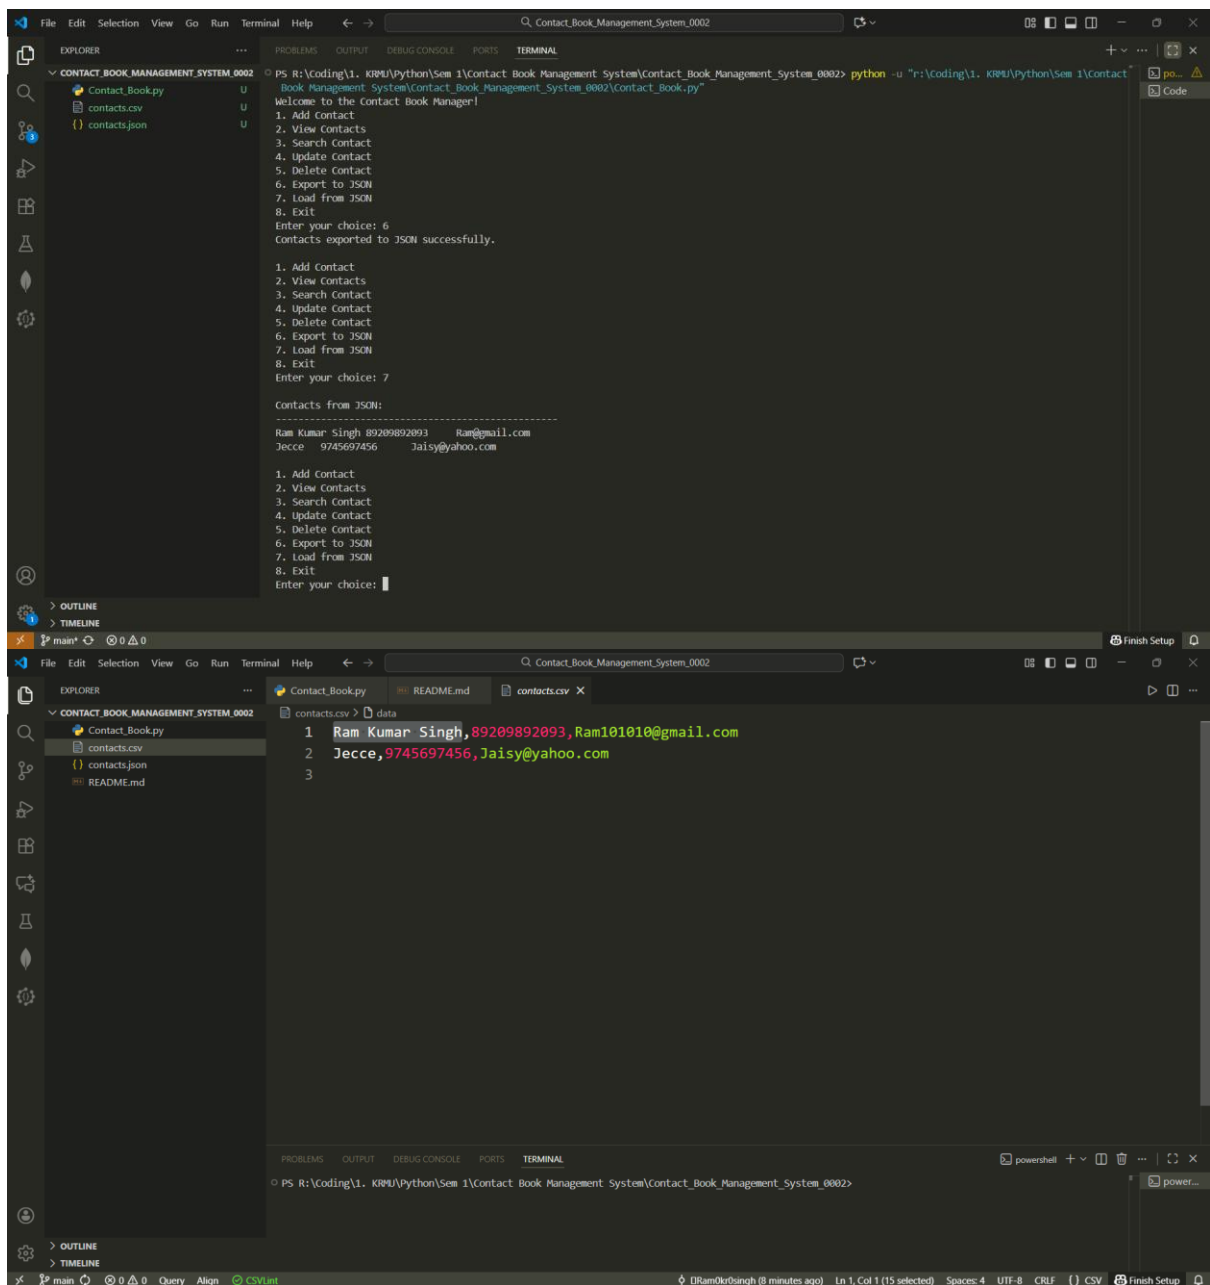 File Edit Selection View Go Run Terminal Help Contact_Book_Management_System_0002
EXPLORER
PROBLEMS OUTPUT DEBUG CONSOLE PORTS TERMINAL
CONTACT_BOOK_MANAGEMENT_SYSTEM_0002
Contact_Book.py U
contacts.csv U
{} contacts.json U
3
PS R:\Coding\1. KRMU\Python\Sem 1\Contact Book Management System\Contact_Book_Management_System_0002> python -u "r:\Coding\1. KRMU\Python\Sem 1\Contact
Book Management System\Contact_Book_Management_System_0002\Contact_Book.py"
po...
Code
Welcome to the Contact Book Manager!
1. Add Contact
2. View Contacts
3. Search Contact
4. Update Contact
5. Delete Contact
6. Export to JSON
7. Load from JSON
8. Exit
Enter your choice: 6
Contacts exported to JSON successfully.
1. Add Contact
2. View Contacts
3. Search Contact
4. Update Contact
5. Delete Contact
6. Export to JSON
7. Load from JSON
8. Exit
Enter your choice: 7
Contacts from JSON:
--------------------------------------------------
Ram Kumar Singh 89209892093 Ram@gmail.com
Jecce 9745697456 Jaisy@yahoo.com
1. Add Contact
2. View Contacts
3. Search Contact
4. Update Contact
5. Delete Contact
6. Export to JSON
7. Load from JSON
8. Exit
Enter your choice:
OUTLINE
1
TIMELINE
main* 0 0 Finish Setup
File Edit Selection View Go Run Terminal Help Contact_Book_Management_System_0002
EXPLORER
Contact_Book.py README.md contacts.csv
CONTACT_BOOK_MANAGEMENT_SYSTEM_0002
contacts.csv > data
Contact_Book.py
contacts.csv
{} contacts.json
README.md
1 Ram Kumar Singh,89209892093,Ram101010@gmail.com
2 Jecce,9745697456,Jaisy@yahoo.com
3
PROBLEMS OUTPUT DEBUG CONSOLE PORTS TERMINAL powershell
PS R:\Coding\1. KRMU\Python\Sem 1\Contact Book Management System\Contact_Book_Management_System_0002>
power...
OUTLINE
TIMELINE
main 0 0 Query Align CSVLint (8 minutes ago) Ln 1, Col 1 (15 selected) Spaces: 4 UTF-8 CRLF {} CSV Finish Setup